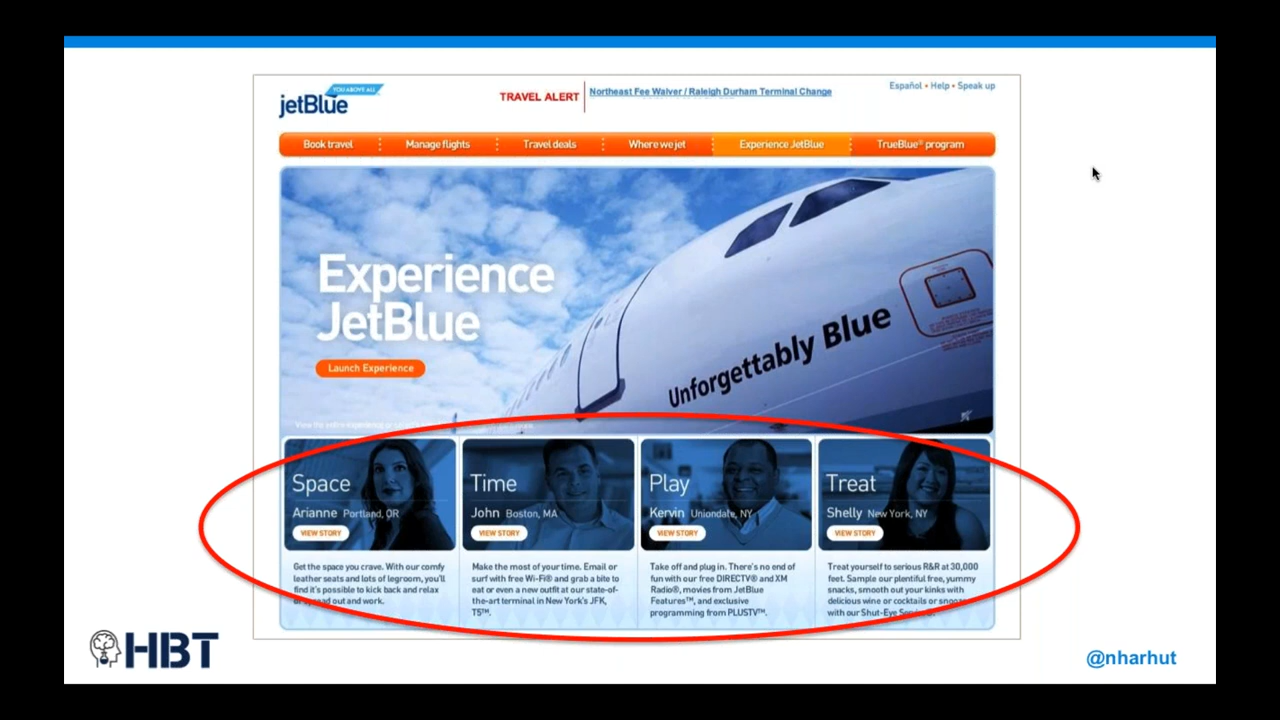 YOU ABOVE ALL
jetBlue
TRAVEL ALERT
Northeast Fee Waiver / Raleigh Durham Terminal Change
Español • Help • Speak up
Book travel
Manage flights
Travel deals
Where we jet
Experience JetBlue
TrueBlue® program
Experience
JetBlue
Launch Experience
Unforgettably Blue
View the entire experience or
Space
Arianne Portland, OR
VIEW STORY
Get the space you crave. With our comfy
leather seats and lots of legroom, you'll
find it's possible to kick back and relax
out and work.
Time
John Boston, MA
VIEW STORY
Make the most of your time. Email or
surf with free Wi-Fi® and grab a bite to
eat or even a new outfit at our state-of-
the-art terminal in New York's JFK,
T5™.
Play
Kervin Uniondale, NY
VIEW STORY
Take off and plug in. There's no end of
fun with our free DIRECTV® and XM
Radio®, movies from JetBlue
Features™, and exclusive
programming from PLUSTV™.
Treat
Shelly New York, NY
VIEW STORY
Treat yourself to serious R&R at 30,000
feet. Sample our plentiful free, yummy
snacks, smooth out your kinks with
delicious wine or cocktails or snooze
with our Shut-Eye
HBT
@nharhut